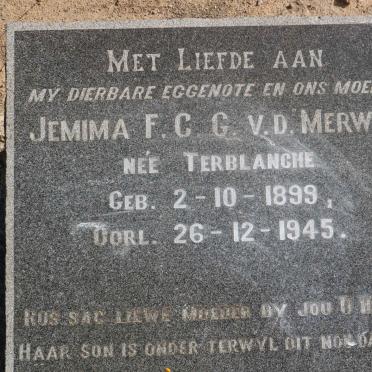 MET LIEFDE AAN
MY DIERBARE EGGENOTE EN ONS MOE
JEMIMA F. C. G. V.D. MERW
NÉE TERBLANCHE
GEB. 2-10-1899,
OORL. 26-12-1945.
RUS SAG LIEWE MOEDER BY JOU
HAAR SON IS ONDER TERWYL DIT NOG